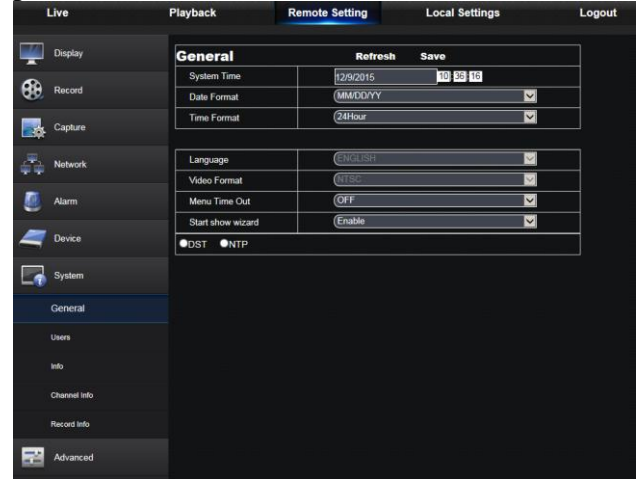 Live Playback Remote Setting Local Settings Logout
Display
Record
Capture
Network
Alarm
Device
System
General
Users
Info
Channel Info
Record Info
Advanced
General Refresh Save
System Time 12/9/2015 10:36:16
Date Format MM/DD/YY
Time Format 24Hour
Language ENGLISH
Video Format NTSC
Menu Time Out OFF
Start show wizard Enable
DST NTP